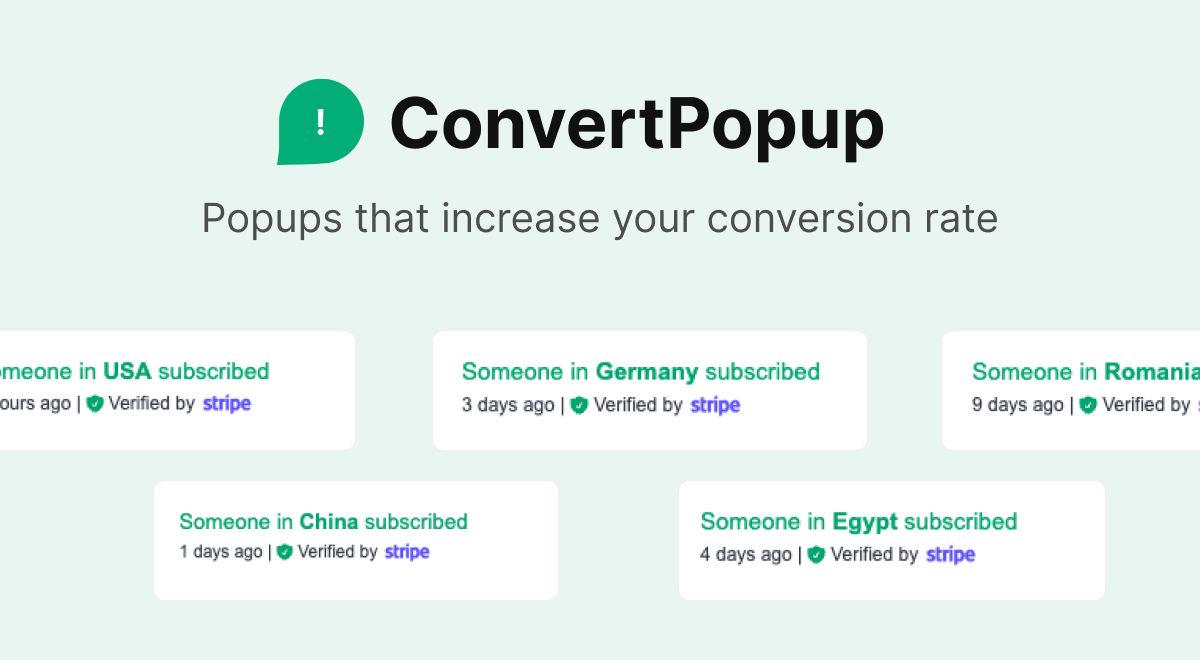 !
ConvertPopup
Popups that increase your conversion rate
omeone in USA subscribed
ours ago | Verified by stripe
Someone in Germany subscribed
3 days ago | Verified by stripe
Someone in Romania
9 days ago | Verified by
Someone in China subscribed
1 days ago | Verified by stripe
Someone in Egypt subscribed
4 days ago | Verified by stripe